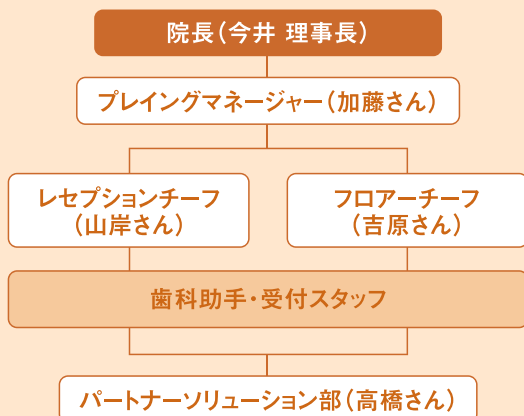 院長(今井 理事長)
プレイングマネージャー(加藤さん)
レセプションチーフ
(山岸さん)
フロアーチーフ
(吉原さん)
歯科助手・受付スタッフ
パートナーソリューション部(高橋さん)